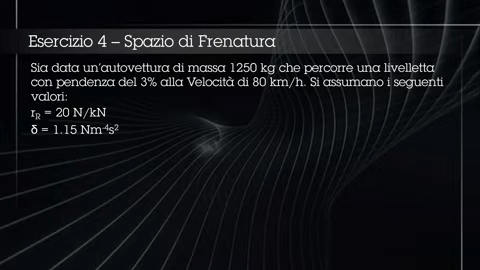 Esercizio 4 – Spazio di Frenatura
Sia data un'autovettura di massa 1250 kg che percorre una livelletta
con pendenza del 3% alla Velocità di 80 km/h. Si assumano i seguenti
valori:
r_R = 20 N/kN
δ = 1.15 Nm⁻⁴s²